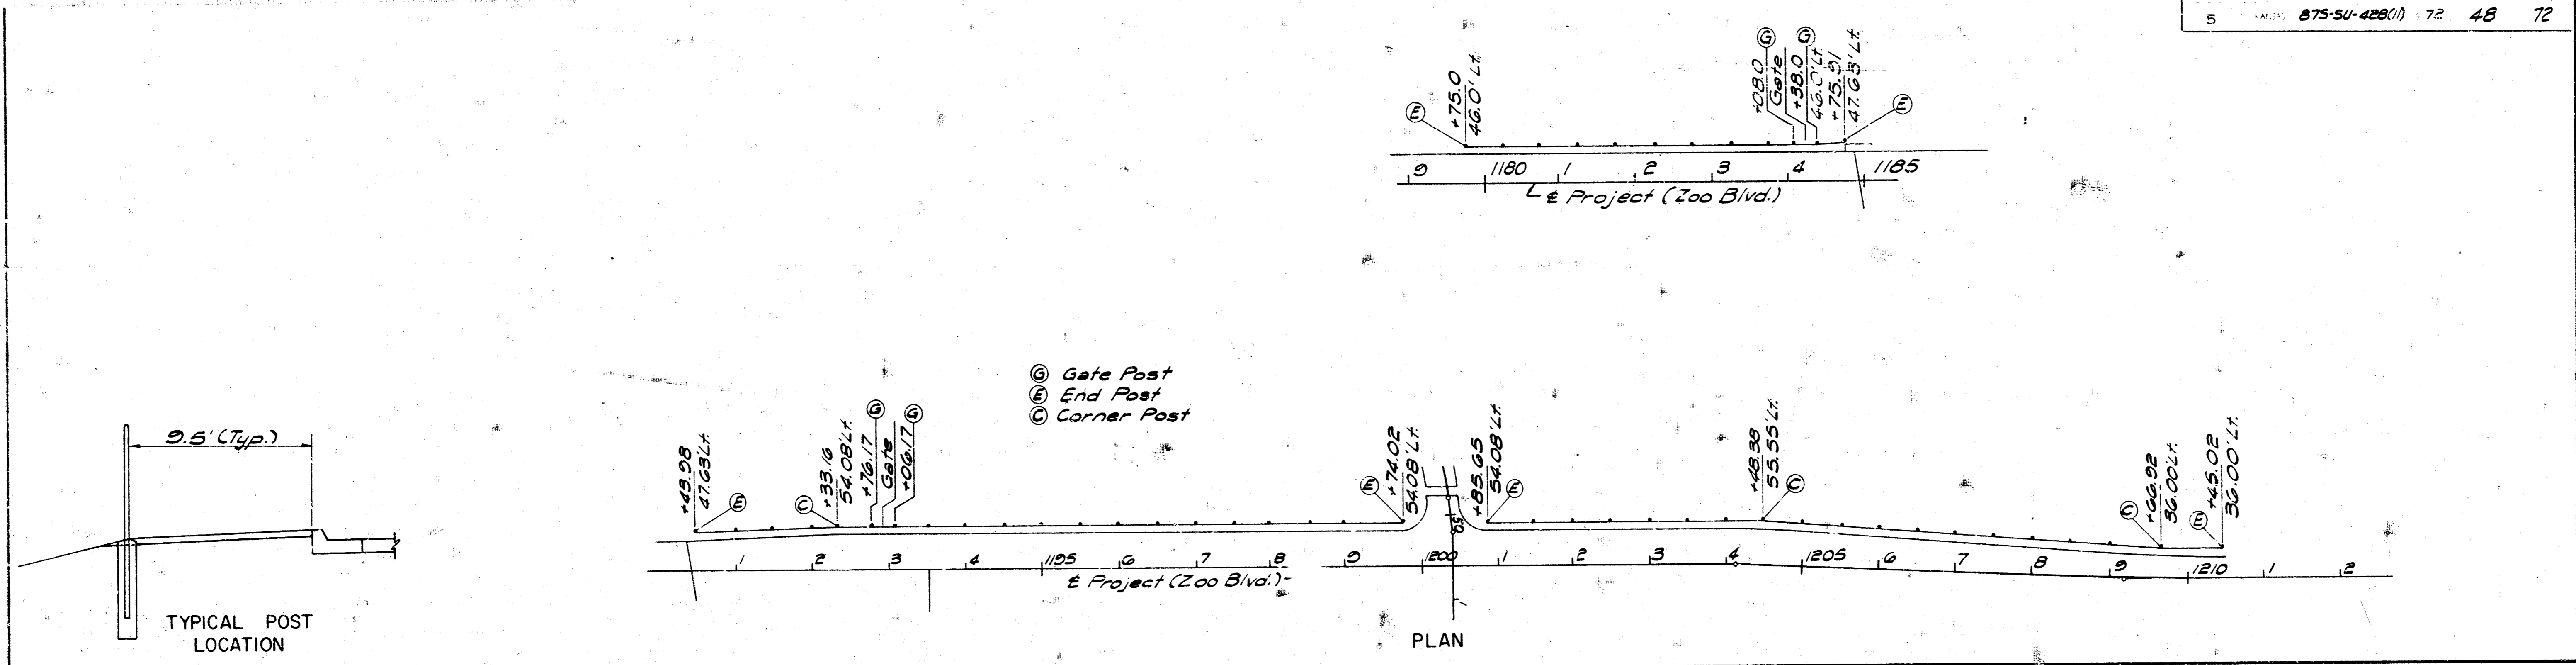 5 KANSAS 87S-SU-428(11) 72 48 72
Ⓔ
+75.0
46.0' Lt.
Ⓖ
+08.0
Gate
Ⓖ
+38.0
46.0' Lt.
+75.91
47.63' Lt.
Ⓔ
9 1180 1 2 3 4 1185
℄ Project (Zoo Blvd.)
Ⓖ Gate Post
Ⓔ End Post
Ⓒ Corner Post
9.5' (Typ.)
TYPICAL POST
LOCATION
+43.98
47.63' Lt.
Ⓔ
Ⓒ
+33.16
54.08' Lt.
Ⓖ
+76.17
Gate
Ⓖ
+06.17
Ⓔ
+74.02
54.08' Lt.
+85.65
54.08' Lt.
Ⓔ
50
+48.38
55.55' Lt.
Ⓒ
Ⓒ
+66.92
36.00' Lt.
Ⓔ
+45.02
36.00' Lt.
1 2 3 4 1195 6 7 8 9 1200 1 2 3 4 1205 6 7 8 9 1210 1 2
℄ Project (Zoo Blvd.)
PLAN